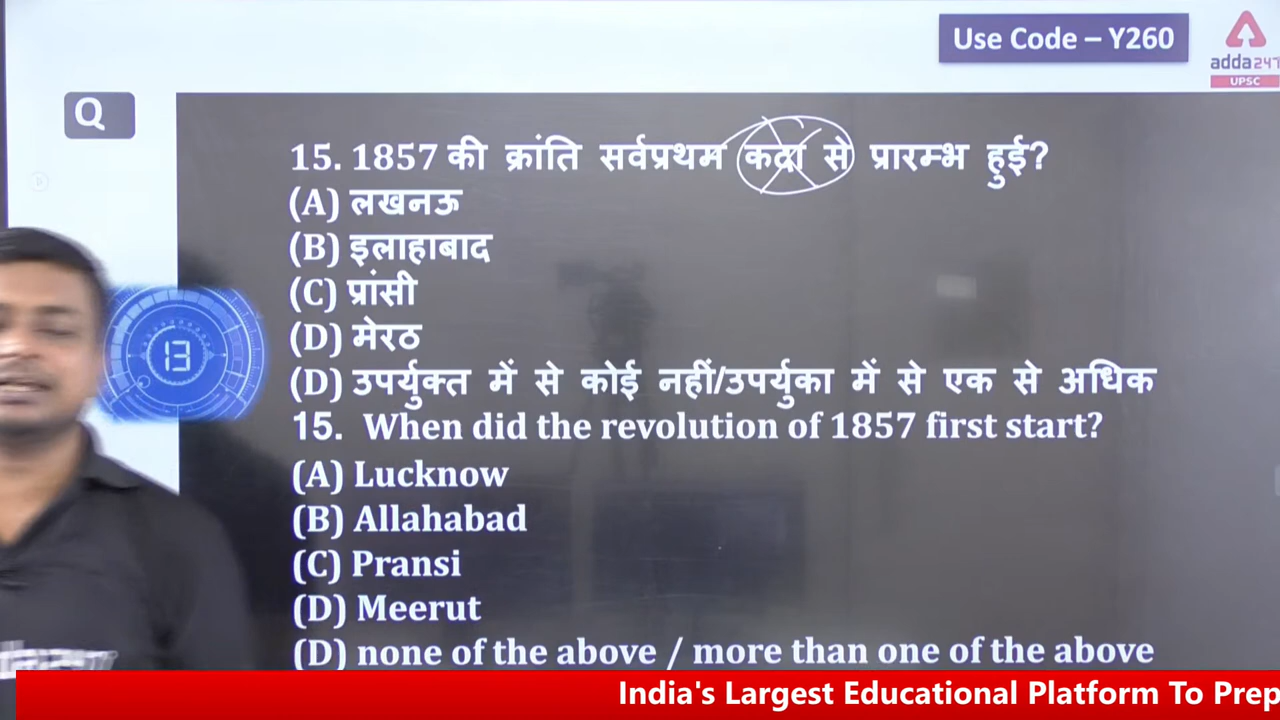 Use Code – Y260
adda247
UPSC
Q
15. 1857 की क्रांति सर्वप्रथम कदा से प्रारम्भ हुई?
(A) लखनऊ
(B) इलाहाबाद
(C) प्रांसी
(D) मेरठ
(D) उपर्युक्त में से कोई नहीं/उपर्युका में से एक से अधिक
15. When did the revolution of 1857 first start?
(A) Lucknow
(B) Allahabad
(C) Pransi
(D) Meerut
(D) none of the above / more than one of the above
13
India's Largest Educational Platform To Prep